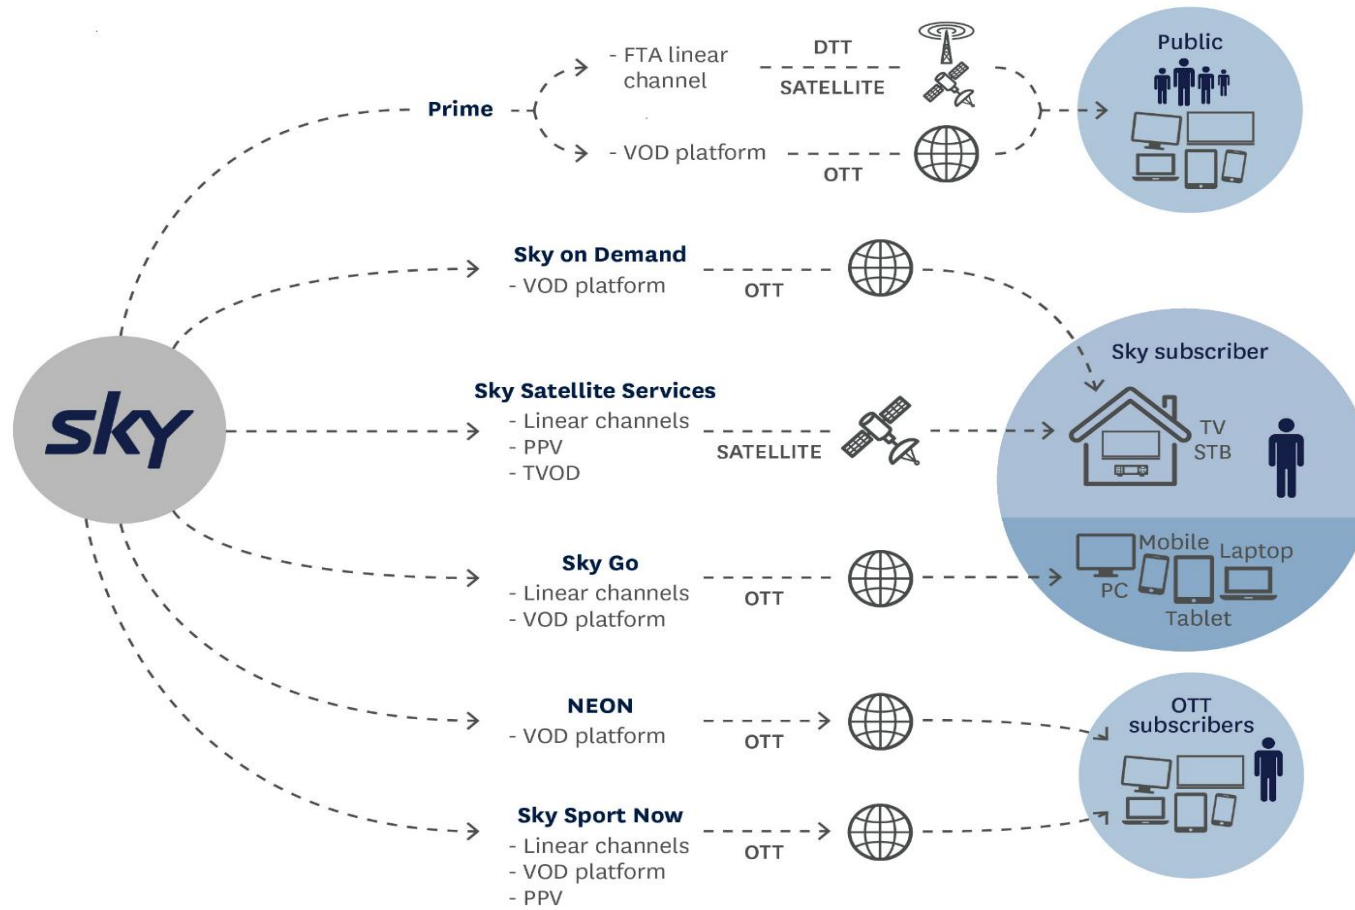 Prime
- FTA linear
channel
DTT
SATELLITE
- VOD platform
OTT
Public
Sky on Demand
- VOD platform
OTT
sky
Sky Satellite Services
- Linear channels
- PPV
- TVOD
SATELLITE
Sky subscriber
TV
STB
Sky Go
- Linear channels
- VOD platform
OTT
Mobile
Laptop
PC
Tablet
NEON
- VOD platform
OTT
OTT
subscribers
Sky Sport Now
- Linear channels
- VOD platform
- PPV
OTT